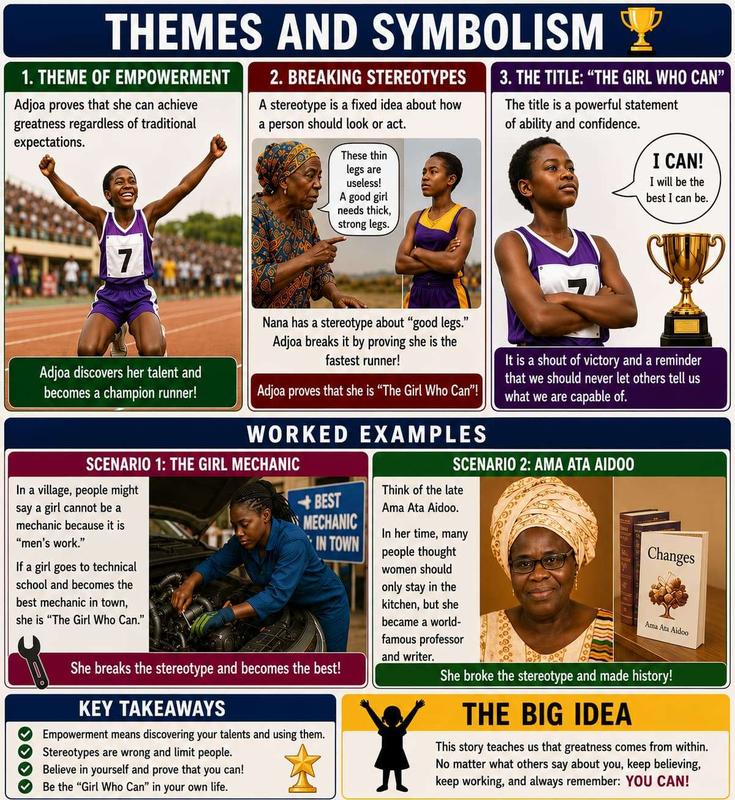 THEMES AND SYMBOLISM
1. THEME OF EMPOWERMENT
Adjoa proves that she can achieve
greatness regardless of traditional
expectations.
7
Adjoa discovers her talent and
becomes a champion runner!
2. BREAKING STEREOTYPES
A stereotype is a fixed idea about how
a person should look or act.
These thin
legs are
useless!
A good girl
needs thick,
strong legs.
Nana has a stereotype about “good legs.”
Adjoa breaks it by proving she is the
fastest runner!
Adjoa proves that she is “The Girl Who Can”!
3. THE TITLE: “THE GIRL WHO CAN”
The title is a powerful statement
of ability and confidence.
I CAN!
I will be the
best I can be.
7
It is a shout of victory and a reminder
that we should never let others tell us
what we are capable of.
WORKED EXAMPLES
SCENARIO 1: THE GIRL MECHANIC
In a village, people might
say a girl cannot be a
mechanic because it is
“men’s work.”
If a girl goes to technical
school and becomes the
best mechanic in town,
she is “The Girl Who Can.”
BEST
MECHANIC
IN TOWN
She breaks the stereotype and becomes the best!
SCENARIO 2: AMA ATA AIDOO
Think of the late
Ama Ata Aidoo.
In her time, many
people thought
women should
only stay in the
kitchen, but she
became a world-
famous professor
and writer.
Changes
Ama Ata Aidoo
She broke the stereotype and made history!
KEY TAKEAWAYS
Empowerment means discovering your talents and using them.
Stereotypes are wrong and limit people.
Believe in yourself and prove that you can!
Be the “Girl Who Can” in your own life.
THE BIG IDEA
This story teaches us that greatness comes from within.
No matter what others say about you, keep believing,
keep working, and always remember: YOU CAN!